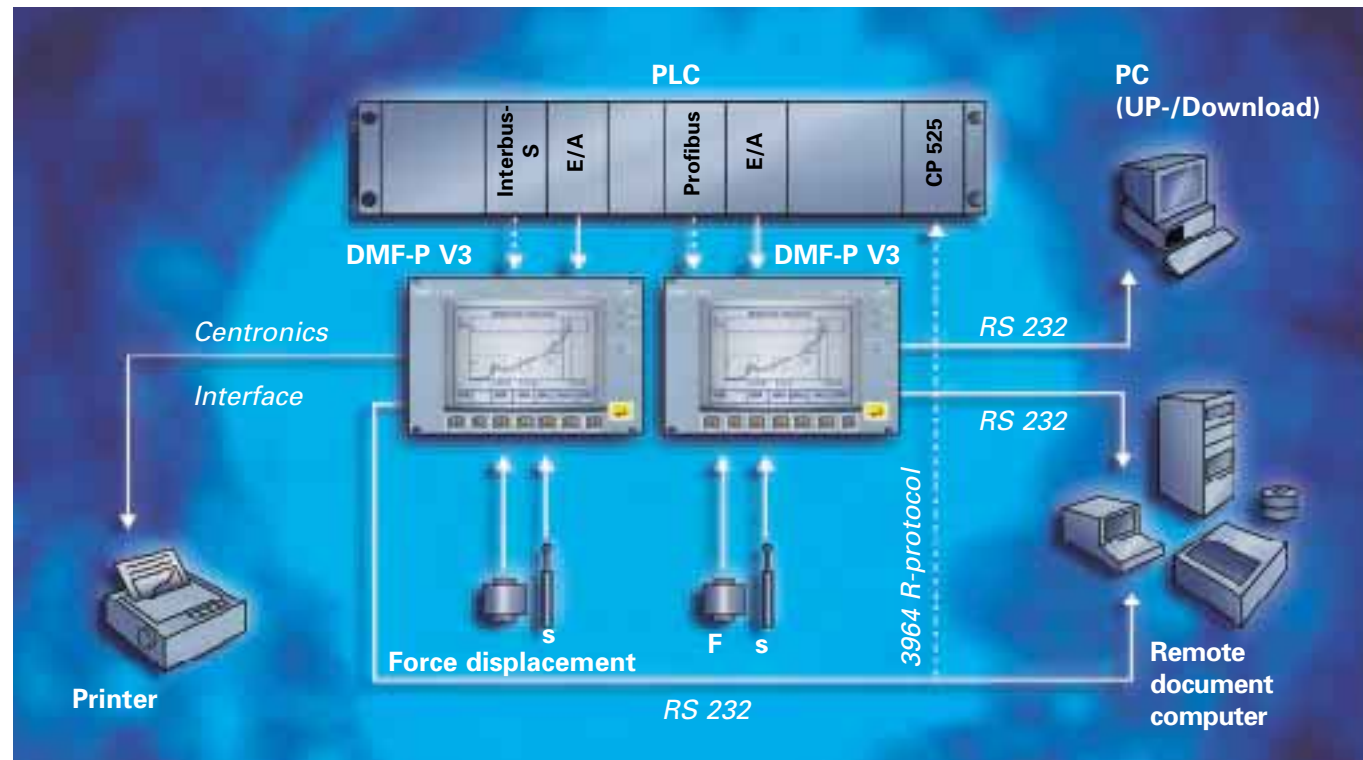 PLC
PC
(UP-/Download)
Interbus-
S
E/A
Profibus
E/A
CP 525
DMF-P V3
DMF-P V3
Centronics
Interface
RS 232
RS 232
3964 R-protocol
s
Force displacement
F s
Printer
RS 232
Remote
document
computer